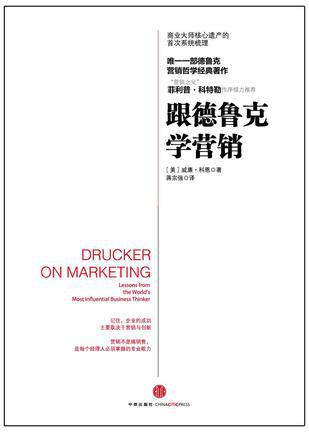 商业大师核心遗产的
首次系统梳理
唯一一部德鲁克
营销哲学经典著作
“营销之父”
菲利普·科特勒作序倾力推荐
跟德鲁克
学营销
[美]威廉·科恩◎著
蒋宗强◎译
DRUCKER
ON MARKETING
Lessons from
the World's
Most Influential Business Thinker
记住，企业的成功
主要取决于营销与创新
营销不是搞销售，
是每个经理人必须掌握的专业能力
中信出版社·CHINACITICPRESS